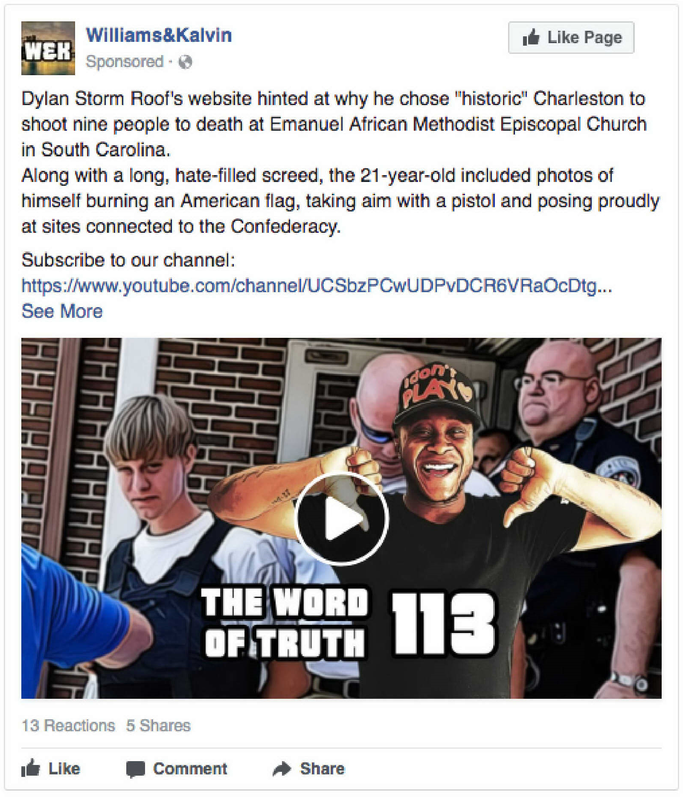 WEK
Williams&Kalvin
Sponsored ·
Like Page
Dylan Storm Roof's website hinted at why he chose "historic" Charleston to
shoot nine people to death at Emanuel African Methodist Episcopal Church
in South Carolina.
Along with a long, hate-filled screed, the 21-year-old included photos of
himself burning an American flag, taking aim with a pistol and posing proudly
at sites connected to the Confederacy.
Subscribe to our channel:
https://www.youtube.com/channel/UCSbzPCwUDPvDCR6VRaOcDtg...
See More
I don't
PLAY
THE WORD
OF TRUTH 113
13 Reactions 5 Shares
Like Comment Share